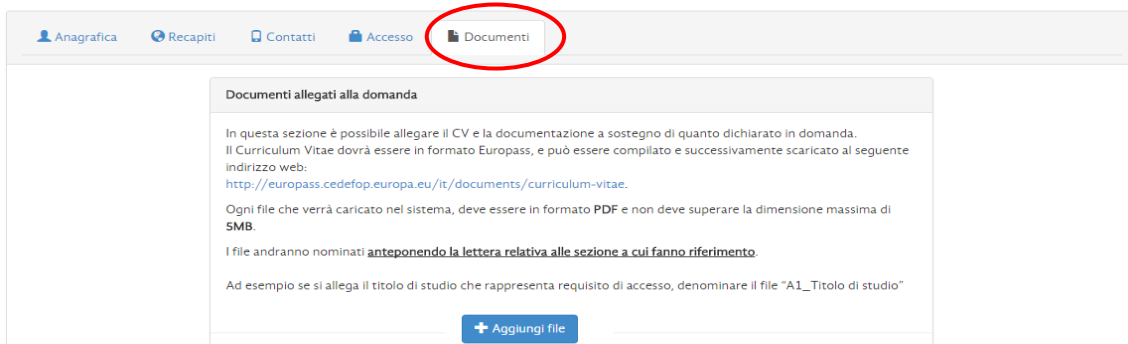 Anagrafica Recapiti Contatti Accesso Documenti
Documenti allegati alla domanda
In questa sezione è possibile allegare il CV e la documentazione a sostegno di quanto dichiarato in domanda.
Il Curriculum Vitae dovrà essere in formato Europass, e può essere compilato e successivamente scaricato al seguente
indirizzo web:
http://europass.cedefop.europa.eu/it/documents/curriculum-vitae.
Ogni file che verrà caricato nel sistema, deve essere in formato PDF e non deve superare la dimensione massima di
5MB.
I file andranno nominati anteponendo la lettera relativa alle sezione a cui fanno riferimento.
Ad esempio se si allega il titolo di studio che rappresenta requisito di accesso, denominare il file “A1_Titolo di studio”
Aggiungi file